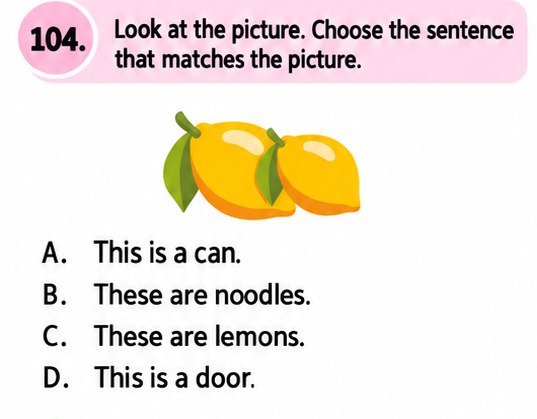 104. Look at the picture. Choose the sentence
that matches the picture.
A. This is a can.
B. These are noodles.
C. These are lemons.
D. This is a door.